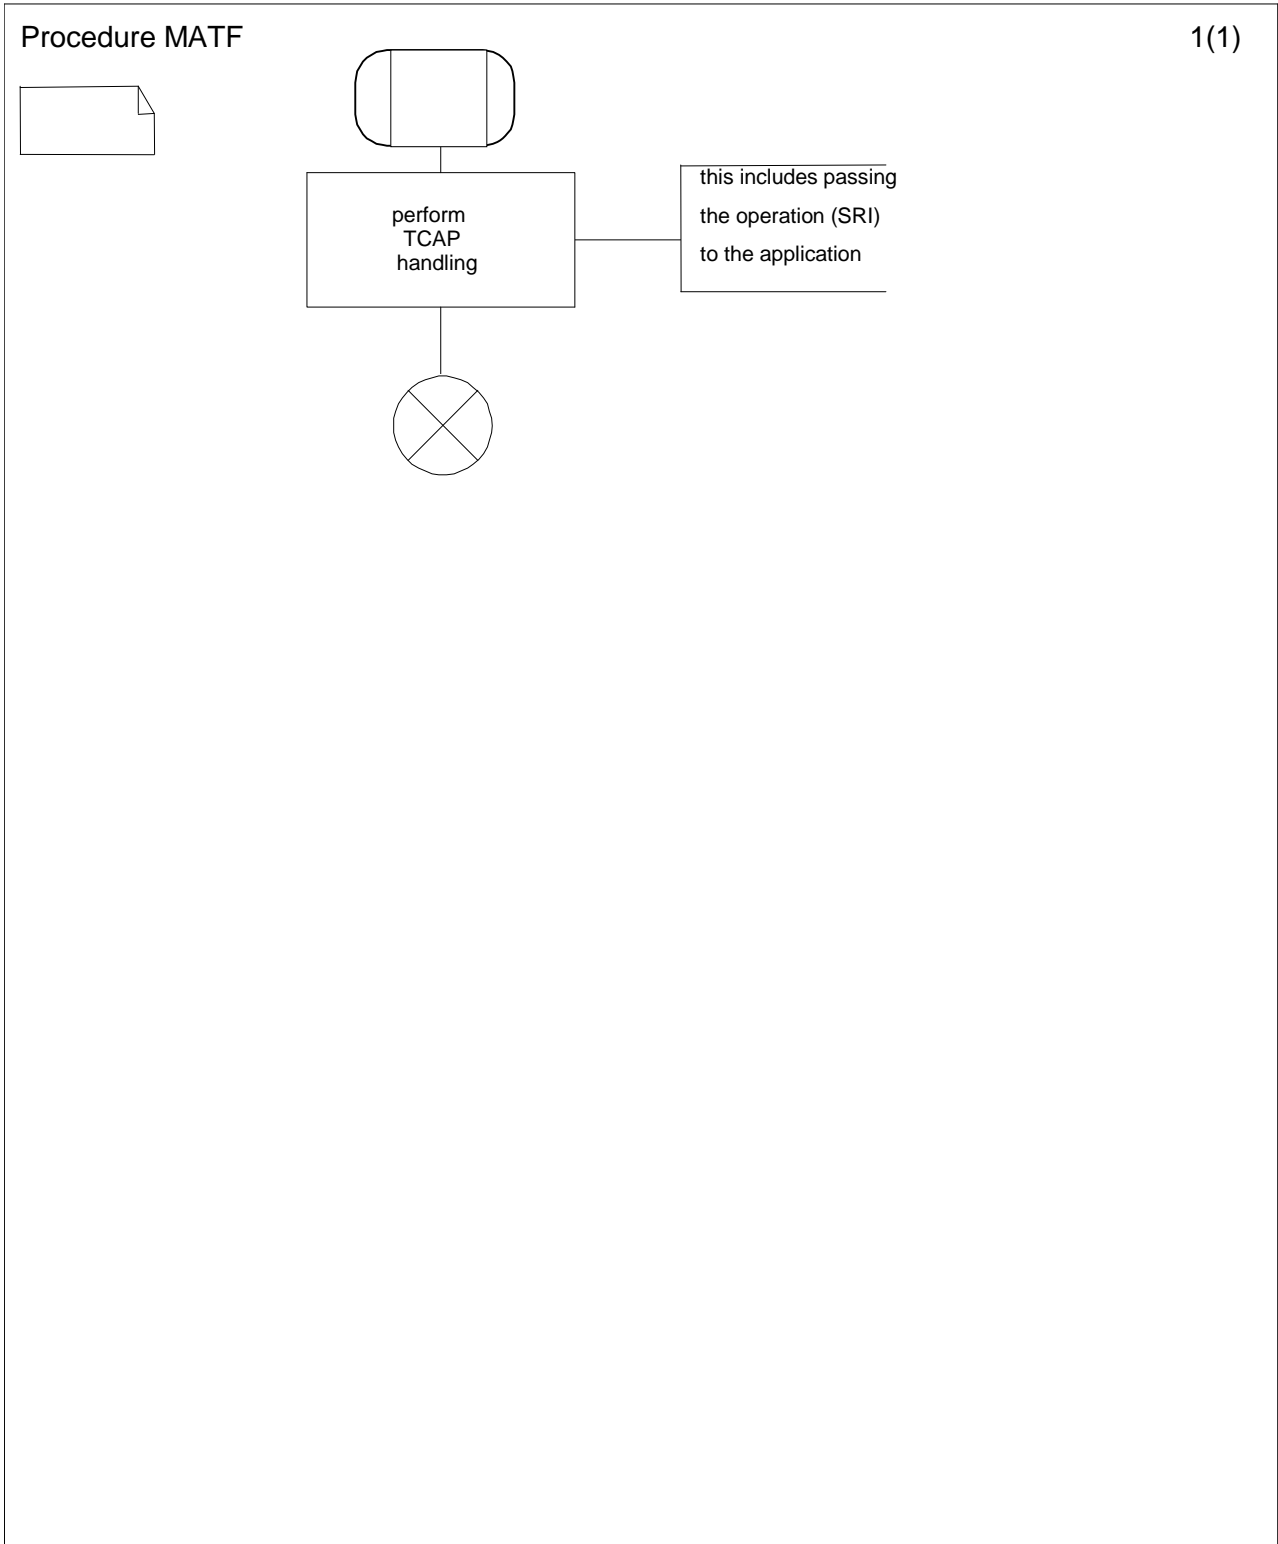 Procedure MATF
1(1)
perform
TCAP
handling
this includes passing
the operation (SRI)
to the application